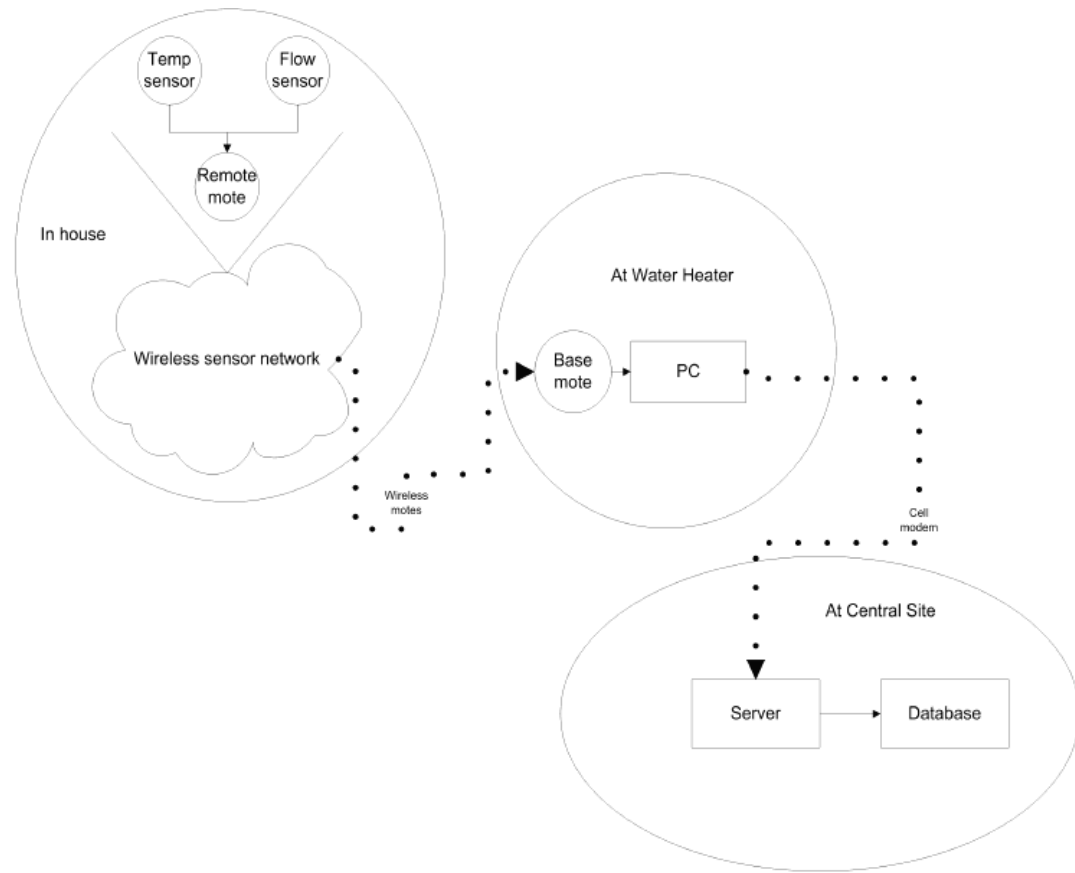 Temp
sensor
Flow
sensor
Remote
mote
In house
Wireless sensor network
At Water Heater
Base
mote
PC
Wireless
motes
Cell
modem
At Central Site
Server
Database